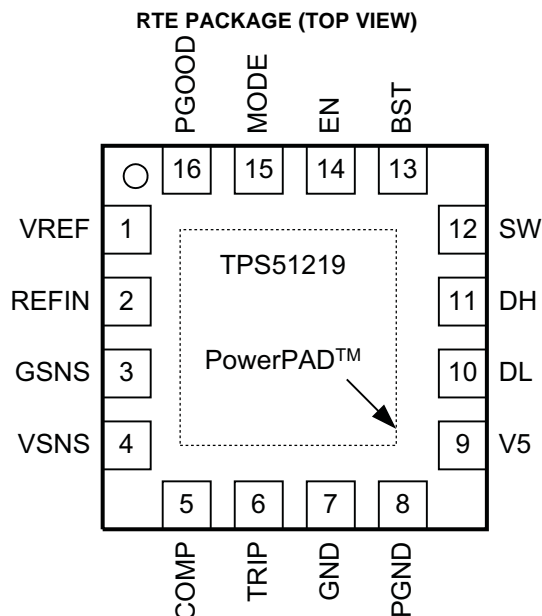 RTE PACKAGE (TOP VIEW)
PGOOD
MODE
EN
BST
16
15
14
13
VREF 1
12 SW
TPS51219
REFIN 2
11 DH
PowerPAD™
GSNS 3
10 DL
VSNS 4
9 V5
5
6
7
8
COMP
TRIP
GND
PGND